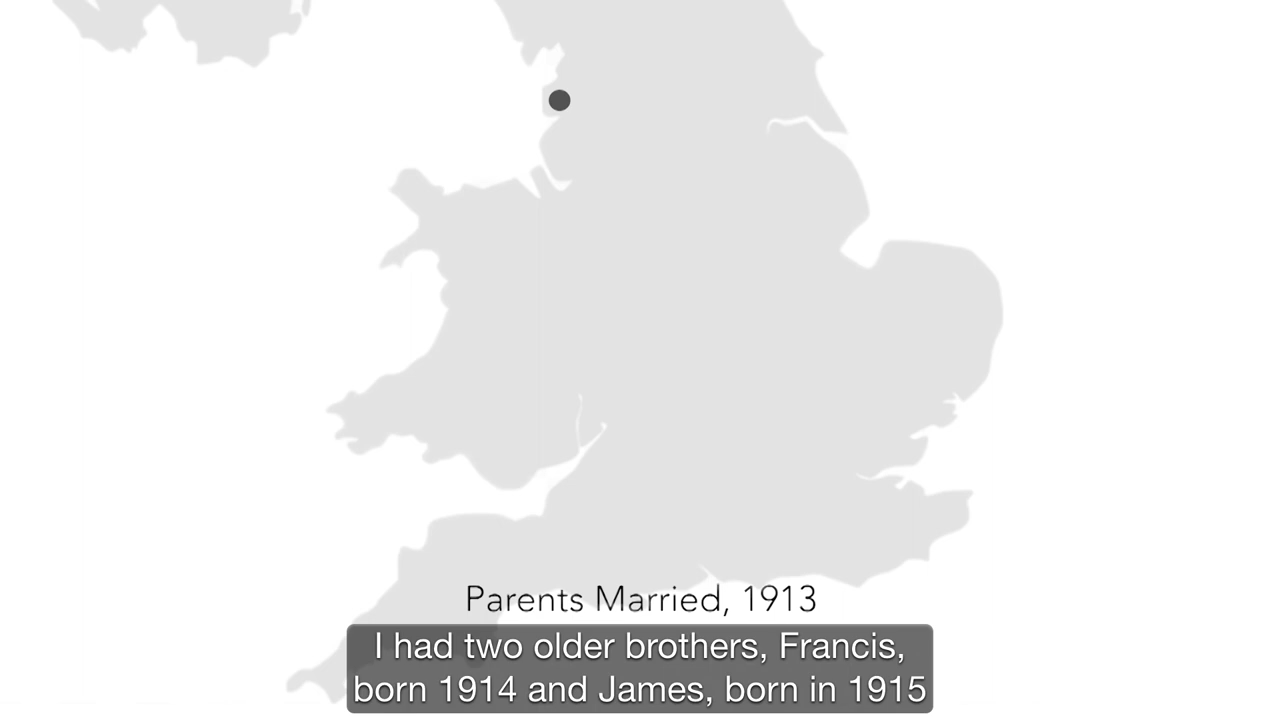 Parents Married, 1913
I had two older brothers, Francis,
born 1914 and James, born in 1915